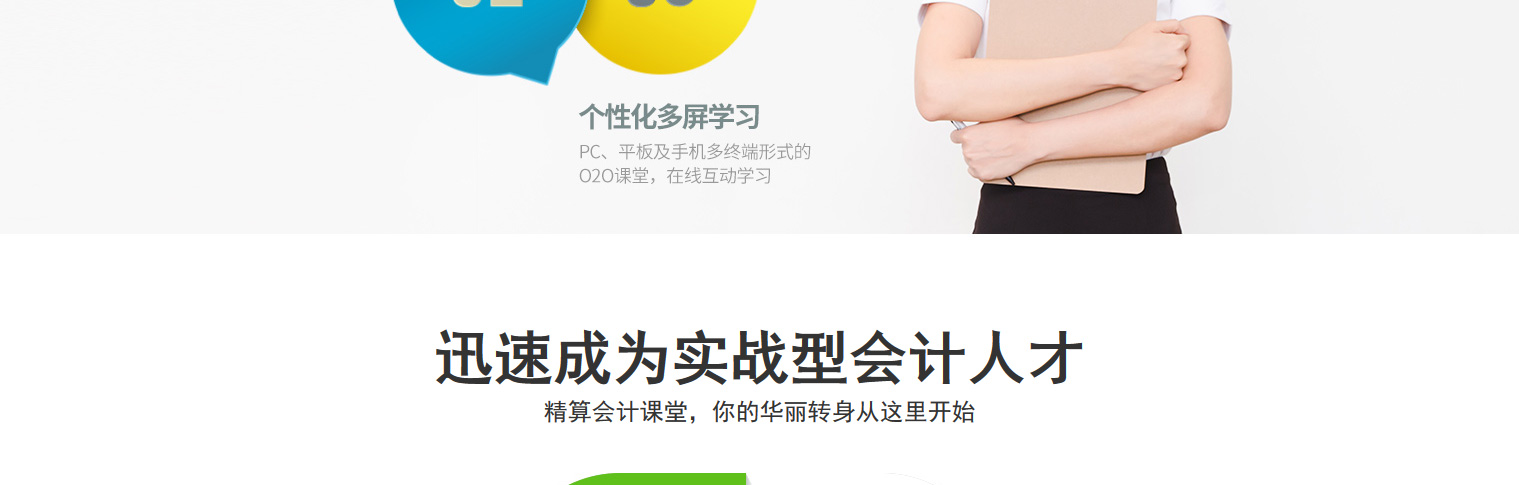 个性化多屏学习
PC、平板及手机多终端形式的
O2O课堂，在线互动学习
迅速成为实战型会计人才
精算会计课堂，你的华丽转身从这里开始